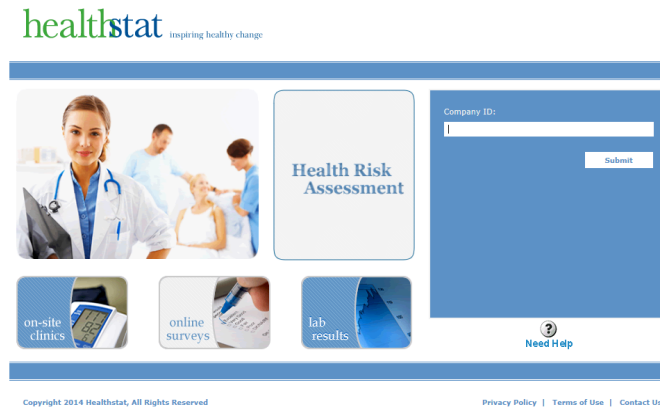 healthstat inspiring healthy change
Health Risk
Assessment
Company ID:
Submit
on-site
clinics
online
surveys
lab
results
?
Need Help
Copyright 2014 Healthstat, All Rights Reserved
Privacy Policy | Terms of Use | Contact Us